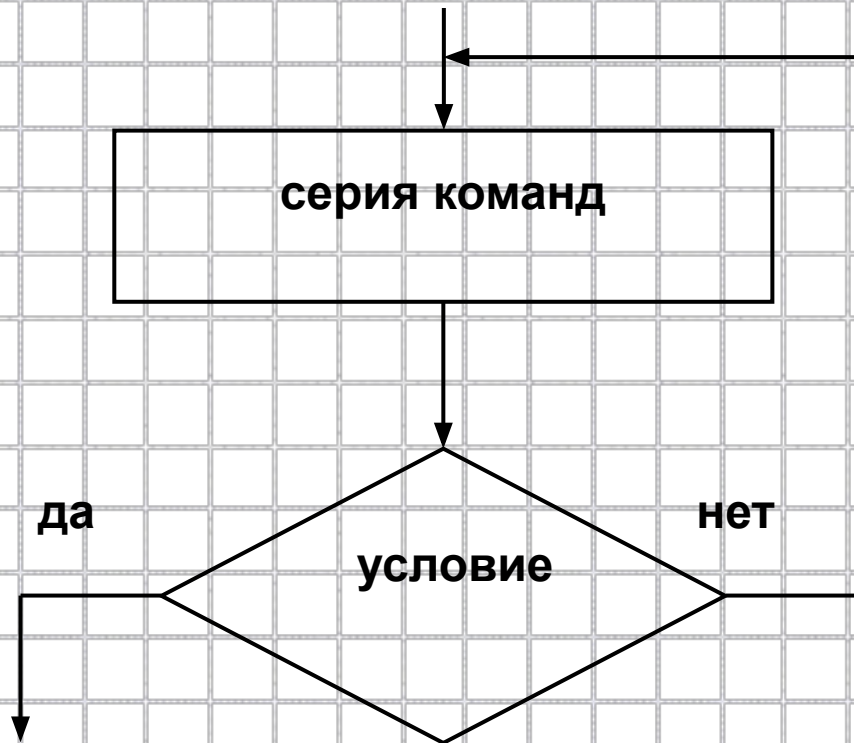 серия команд
да
нет
условие